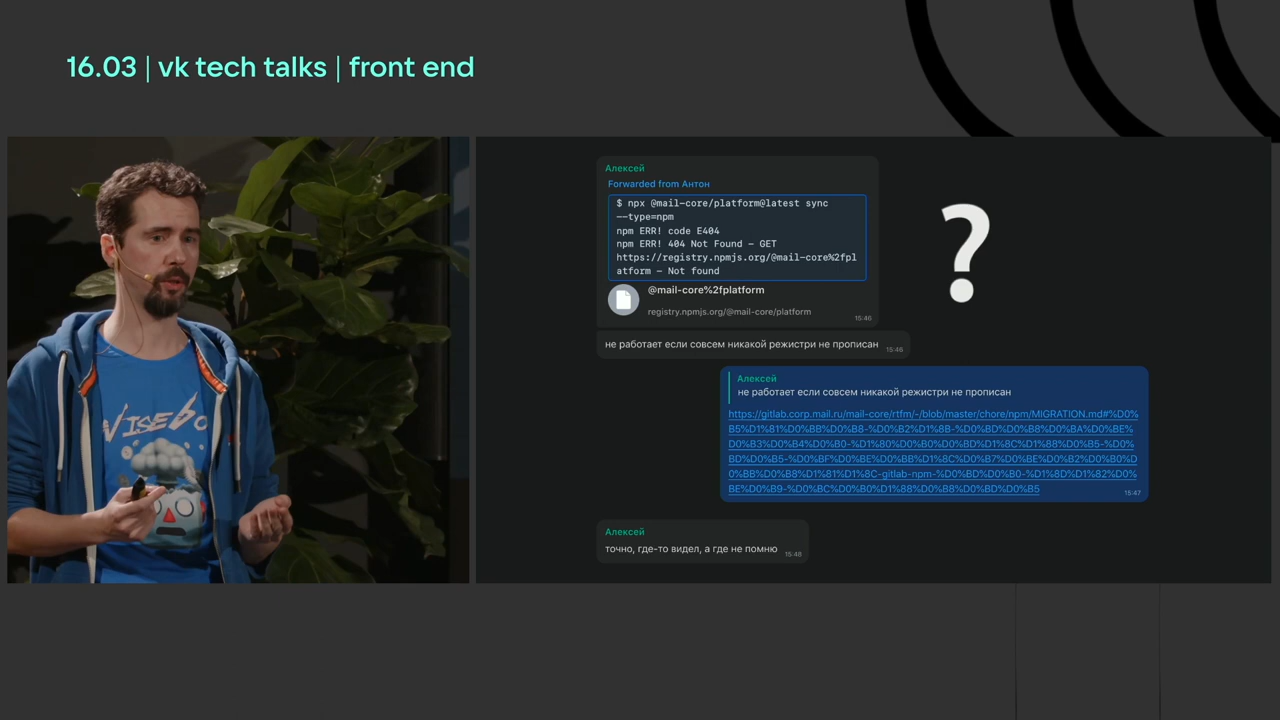 16.03 | vk tech talks | front end
Алексей
Forwarded from Антон
$ npx @mail-core/platform@latest sync
--type=npm
npm ERR! code E404
npm ERR! 404 Not Found - GET
https://registry.npmjs.org/@mail-core%2fpl
atform - Not found
@mail-core%2fplatform
registry.npmjs.org/@mail-core/platform
15:46
?
не работает если совсем никакой режистри не прописан
15:46
Алексей
не работает если совсем никакой режистри не прописан
https://gitlab.corp.mail.ru/mail-core/rtfm/-/blob/master/chore/npm/MIGRATION.md#%D0%
B5%D1%81%D0%BB%D0%B8-%D0%B2%D1%8B-%D0%BD%D0%B8%D0%BA%D0%BE%
D0%B3%D0%B4%D0%B0-%D1%80%D0%B0%D0%BD%D1%8C%D1%88%D0%B5-%D0%
BD%D0%B5-%D0%BF%D0%BE%D0%BB%D1%8C%D0%B7%D0%BE%D0%B2%D0%B0%D
0%BB%D0%B8%D1%81%D1%8C-gitlab-npm-%D0%BD%D0%B0-%D1%8D%D1%82%D0%
BE%D0%B9-%D0%BC%D0%B0%D1%88%D0%B8%D0%BD%D0%B5
15:47
Алексей
точно, где-то видел, а где не помню
15:48